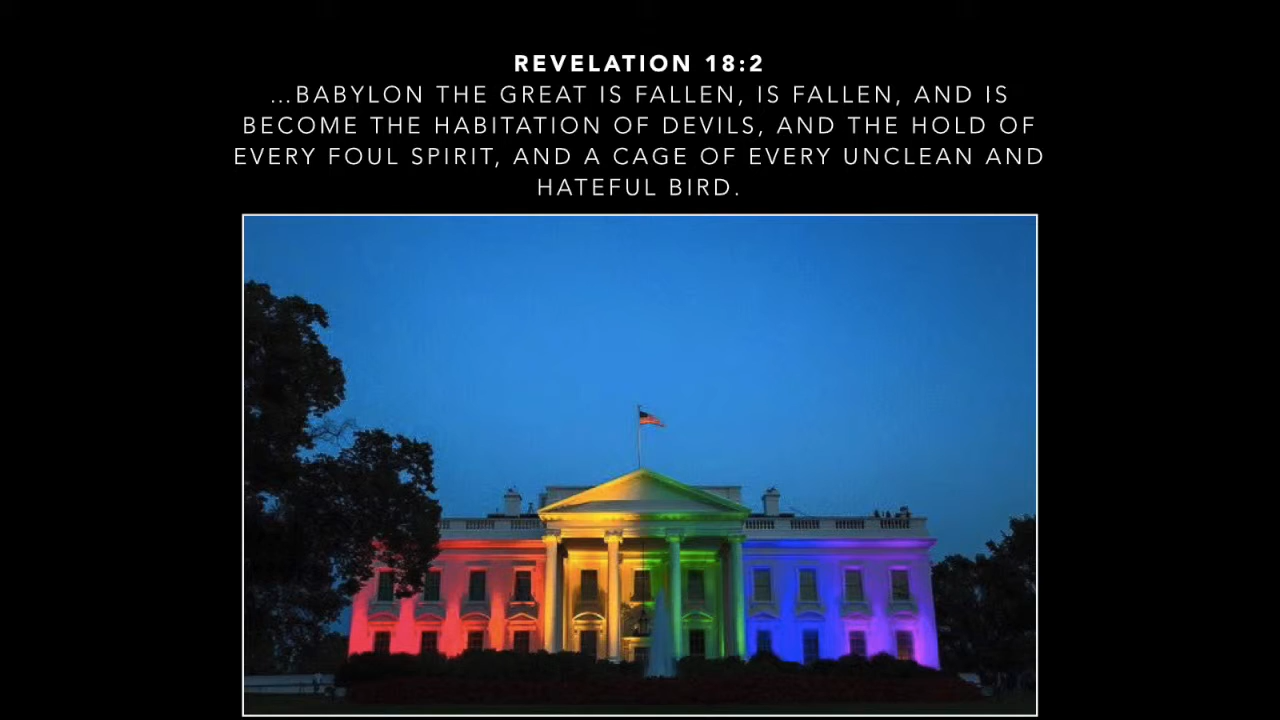 REVELATION 18:2
...BABYLON THE GREAT IS FALLEN, IS FALLEN, AND IS
BECOME THE HABITATION OF DEVILS, AND THE HOLD OF
EVERY FOUL SPIRIT, AND A CAGE OF EVERY UNCLEAN AND
HATEFUL BIRD.